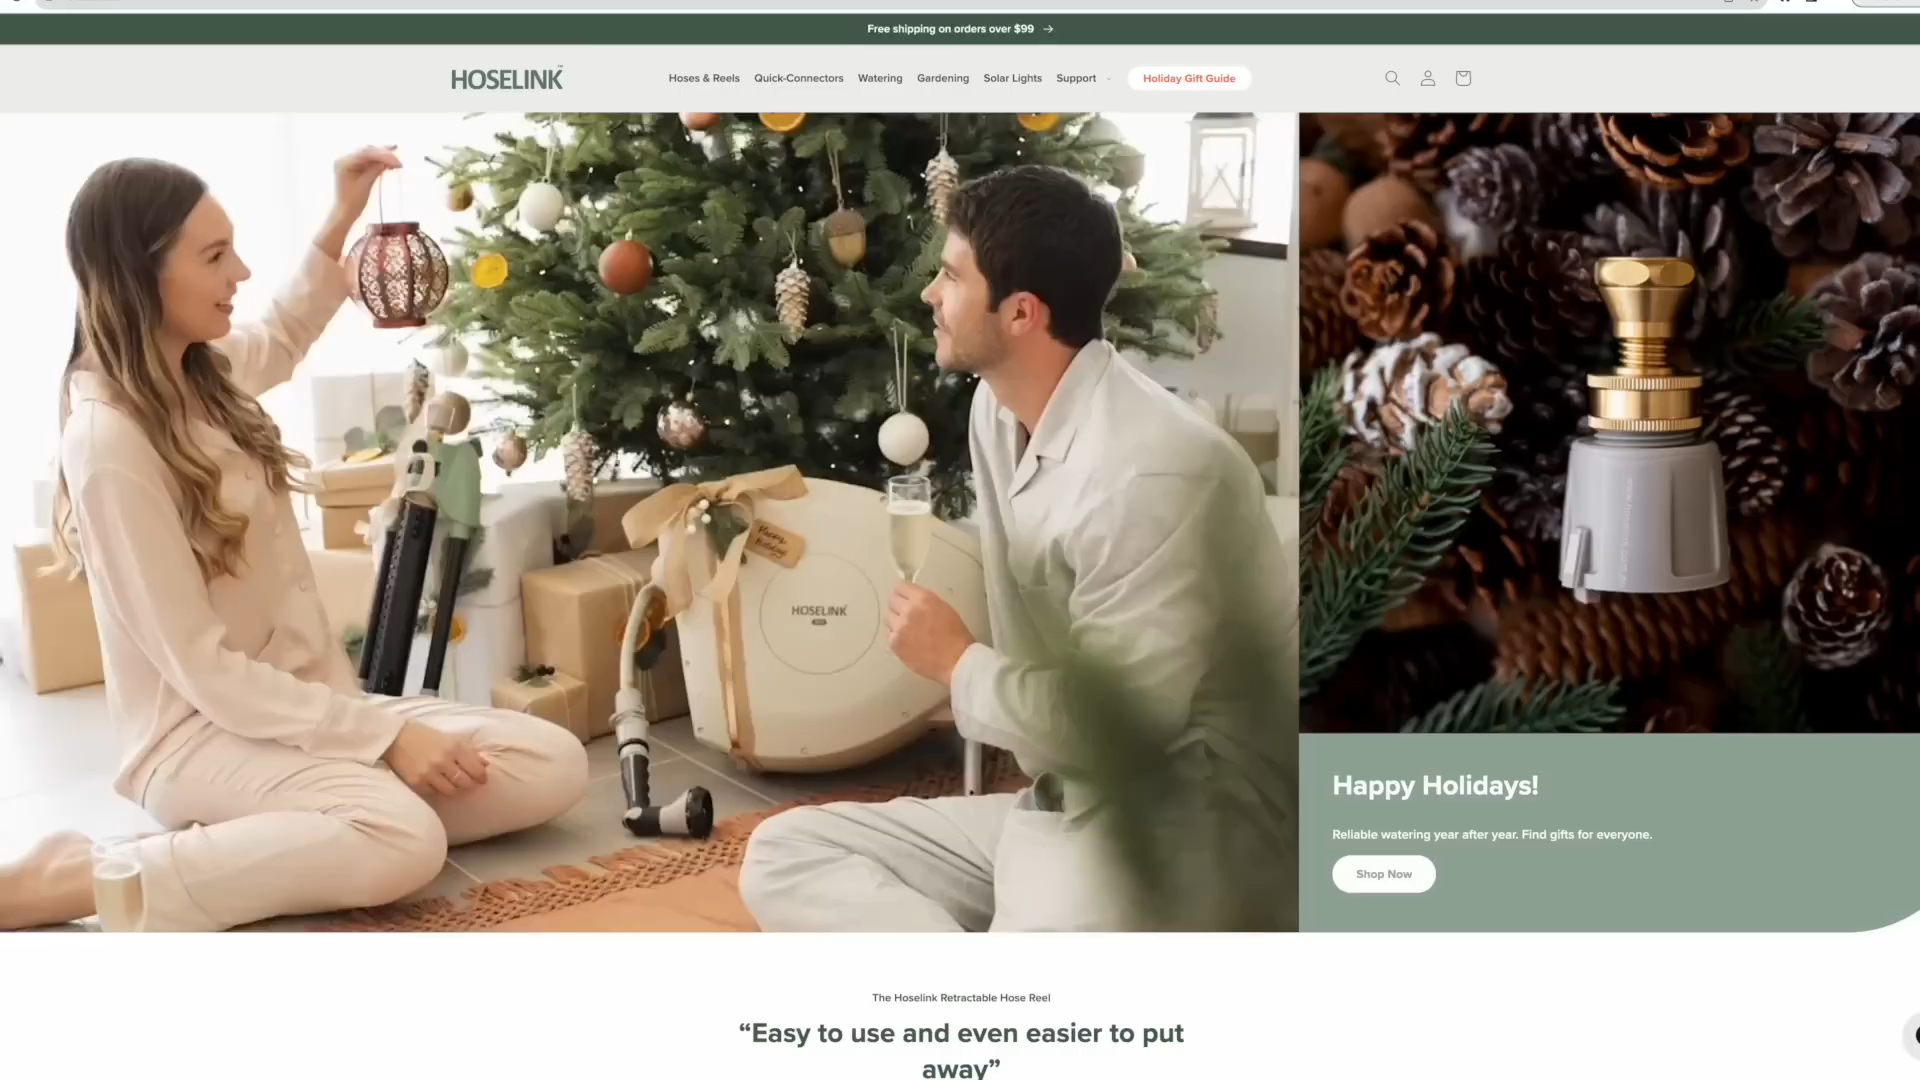 Free shipping on orders over $99
HOSELINK
Hoses & Reels Quick-Connectors Watering Gardening Solar Lights Support Holiday Gift Guide
Happy Holidays!
HOSELINK
Happy Holidays!
Reliable watering year after year. Find gifts for everyone.
Shop Now
The Hoselink Retractable Hose Reel
“Easy to use and even easier to put
away”